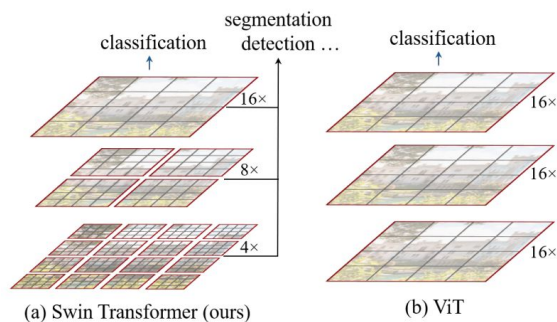 segmentation
classification
detection ...
classification
16×
8×
4×
16×
16×
16×
(a) Swin Transformer (ours)
(b) ViT